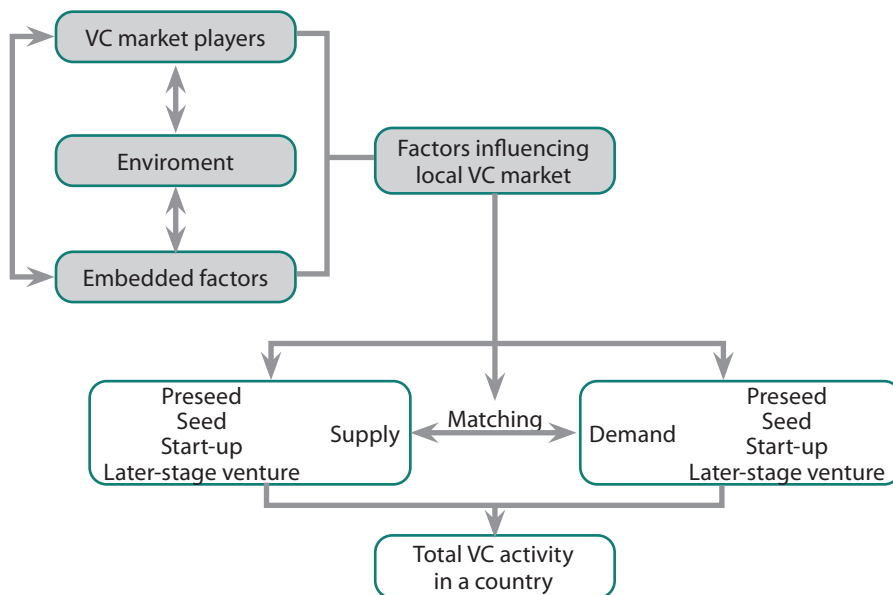 VC market players
Enviroment
Embedded factors
Factors influencing
local VC market
Preseed
Seed
Start-up
Later-stage venture
Supply
Matching
Demand
Preseed
Seed
Start-up
Later-stage venture
Total VC activity
in a country